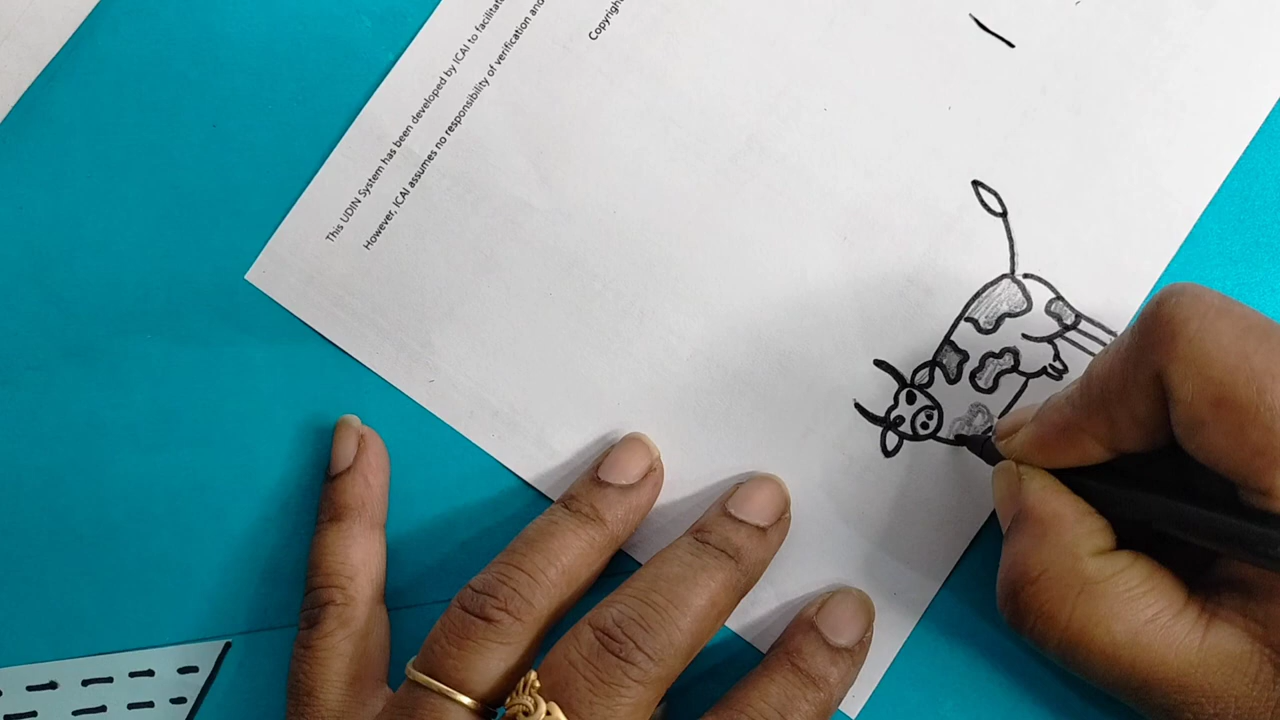 This UDIN System has been developed by ICAI to facilitat
However, ICAI assumes no responsibility of verification and
Copyrigh